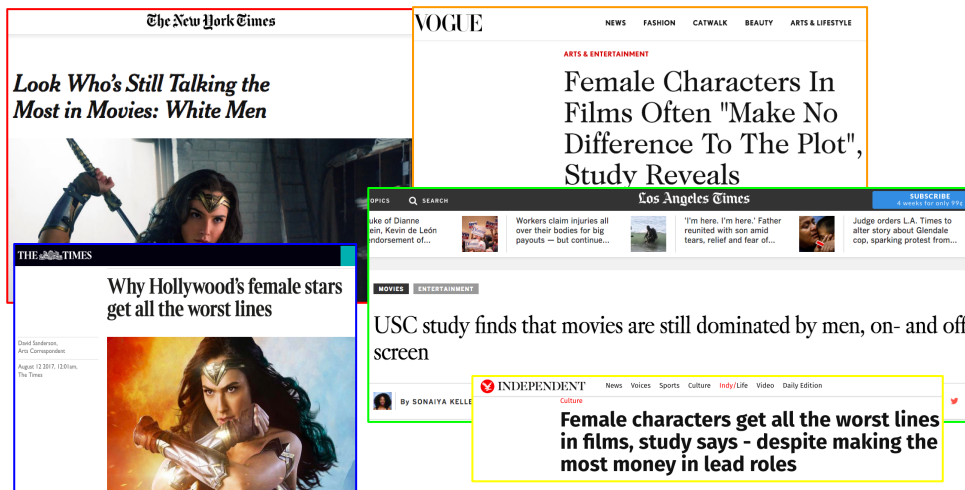 The New York Times
Look Who's Still Talking the
Most in Movies: White Men
VOGUE
NEWS FASHION CATWALK BEAUTY ARTS & LIFESTYLE
ARTS & ENTERTAINMENT
Female Characters In
Films Often "Make No
Difference To The Plot",
Study Reveals
OPICS SEARCH Los Angeles Times SUBSCRIBE
4 weeks for only 99¢
uke of Dianne
ein, Kevin de León
endorsement of...
Workers claim injuries all
over their bodies for big
payouts — but continue...
'I'm here. I'm here.' Father
reunited with son amid
tears, relief and fear of...
Judge orders L.A. Times to
alter story about Glendale
cop, sparking protest from...
MOVIES ENTERTAINMENT
USC study finds that movies are still dominated by men, on- and off
screen
By SONAIYA KELLE
THE TIMES
Why Hollywood's female stars
get all the worst lines
David Sanderson,
Arts Correspondent
August 12 2017, 12:01am,
The Times
INDEPENDENT News Voices Sports Culture Indy/Life Video Daily Edition
Culture
Female characters get all the worst lines
in films, study says - despite making the
most money in lead roles